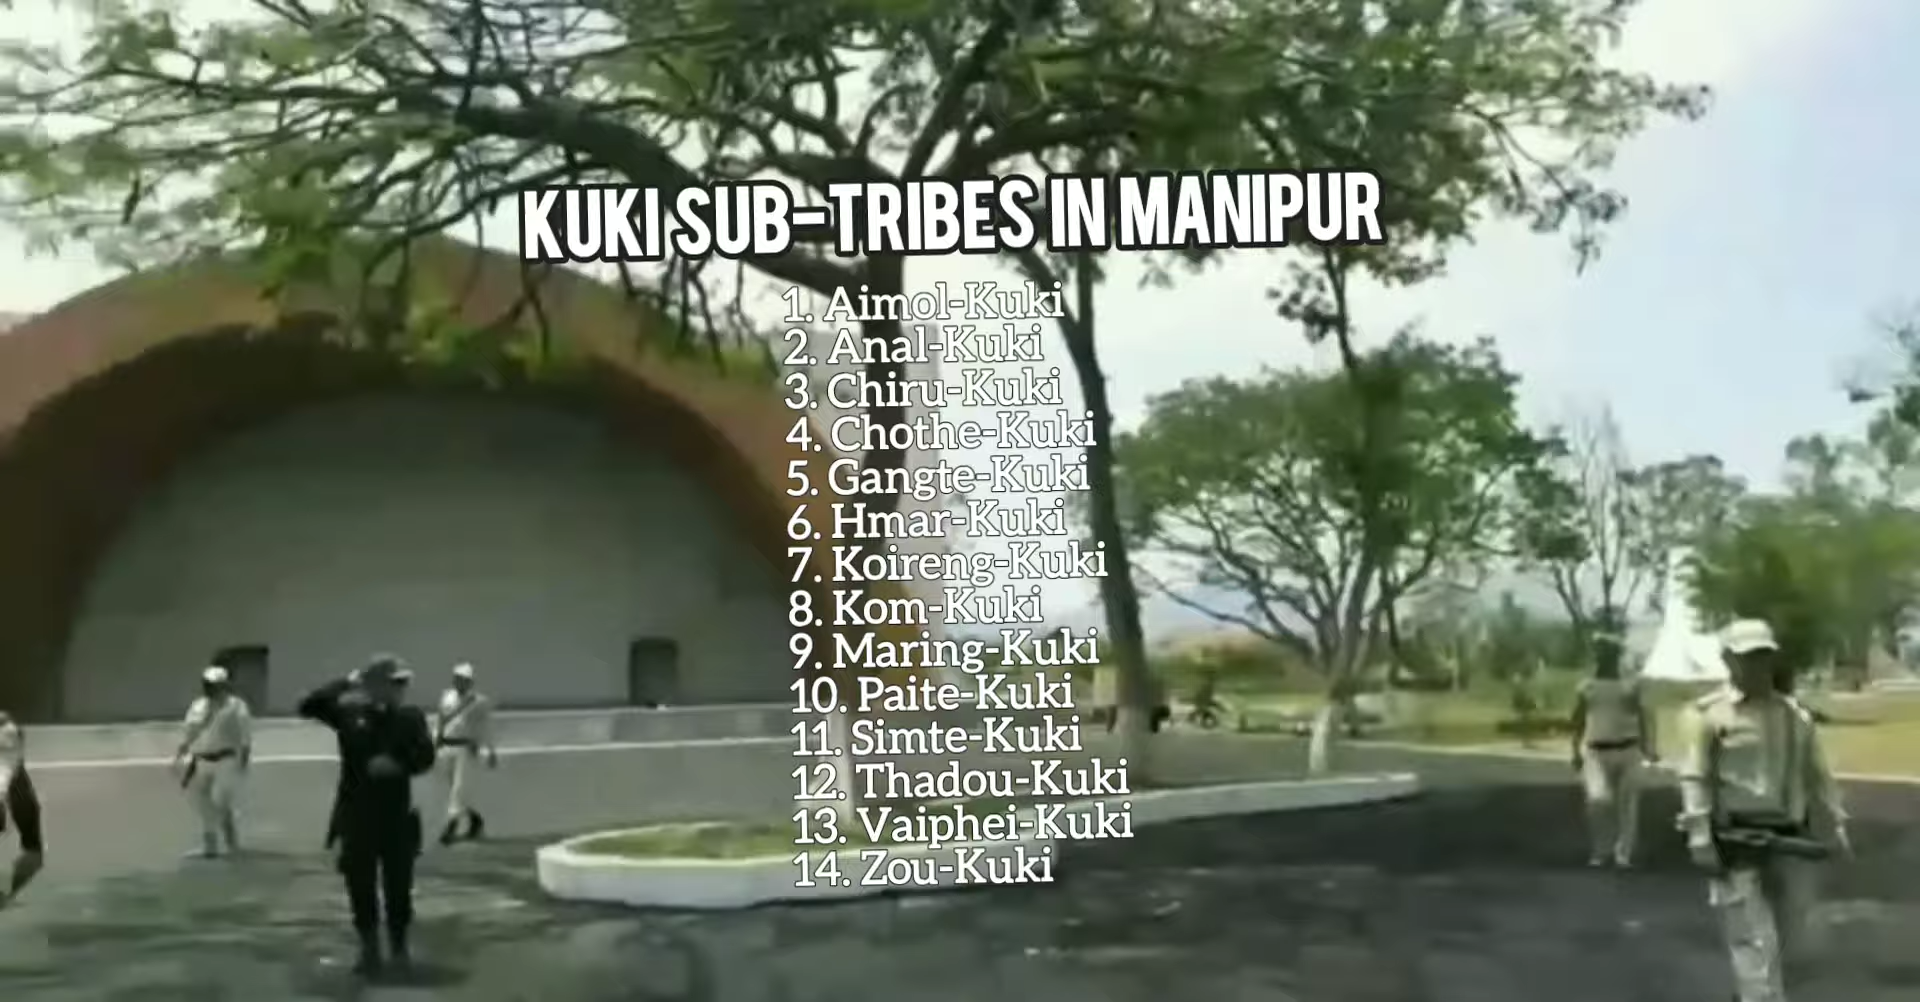 KUKI SUB-TRIBES IN MANIPUR
1. Aimol-Kuki
2. Anal-Kuki
3. Chiru-Kuki
4. Chothe-Kuki
5. Gangte-Kuki
6. Hmar-Kuki
7. Koireng-Kuki
8. Kom-Kuki
9. Maring-Kuki
10. Paite-Kuki
11. Simte-Kuki
12. Thadou-Kuki
13. Vaiphei-Kuki
14. Zou-Kuki